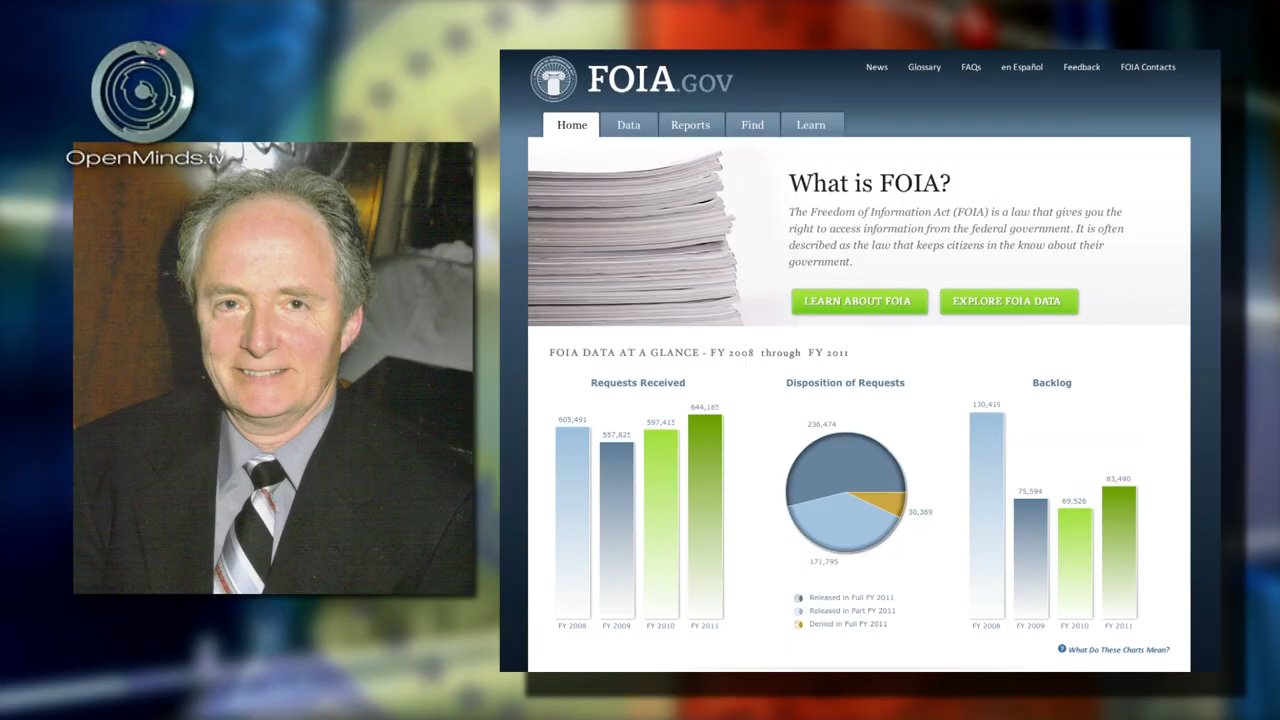 OpenMinds.tv
FOIA.GOV
News Glossary FAQs en Español Feedback FOIA Contacts
Home Data Reports Find Learn
What is FOIA?
The Freedom of Information Act (FOIA) is a law that gives you the
right to access information from the federal government. It is often
described as the law that keeps citizens in the know about their
government.
LEARN ABOUT FOIA EXPLORE FOIA DATA
FOIA DATA AT A GLANCE - FY 2008 through FY 2011
Requests Received
605,491
557,825
597,415
644,165
FY 2008 FY 2009 FY 2010 FY 2011
Disposition of Requests
236,474
30,369
171,795
Released in Full FY 2011
Released in Part FY 2011
Denied in Full FY 2011
Backlog
130,419
75,594
69,526
83,490
FY 2008 FY 2009 FY 2010 FY 2011
What Do These Charts Mean?